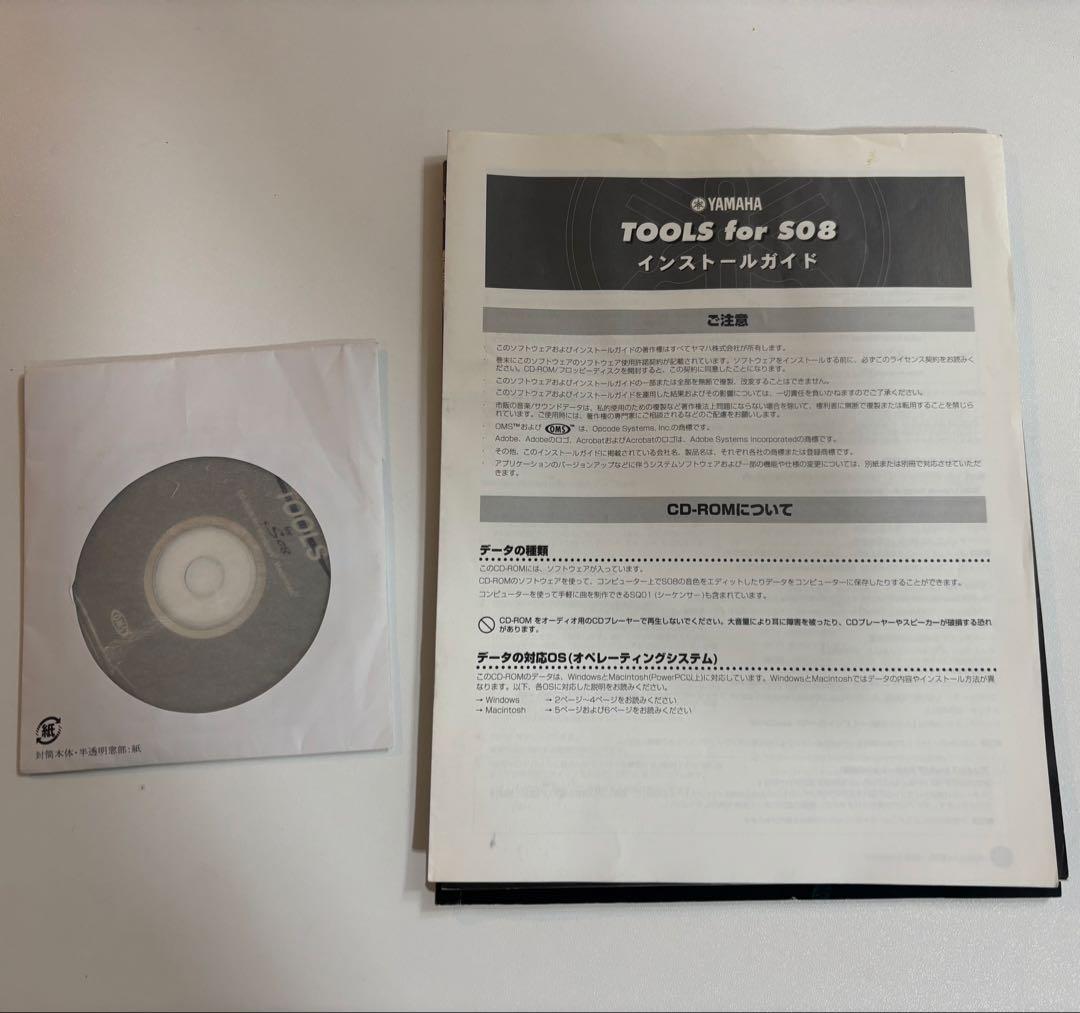 TOOLS
for S08
OMS
紙
封筒本体・半透明窓部:紙
YAMAHA
TOOLS for S08
インストールガイド
ご注意
・ このソフトウェアおよびインストールガイドの著作権はすべてヤマハ株式会社が所有します。
・ 巻末にこのソフトウェアのソフトウェア使用許諾契約が記載されています。ソフトウェアをインストールする前に、必ずこのライセンス契約をお読みく
ださい。CD-ROM/フロッピーディスクを開封すると、この契約に同意したことになります。
・ このソフトウェアおよびインストールガイドの一部または全部を無断で複製、改変することはできません。
・ このソフトウェアおよびインストールガイドを運用した結果およびその影響については、一切責任を負いかねますのでご了承ください。
・ 市販の音楽/サウンドデータは、私的使用のための複製など著作権法上問題にならない場合を除いて、権利者に無断で複製または転用することを禁じら
れています。ご使用時には、著作権の専門家にご相談されるなどのご配慮をお願いします。
・ OMS™および OMS™ は、Opcode Systems, Inc.の商標です。
・ Adobe、Adobeのロゴ、AcrobatおよびAcrobatのロゴは、Adobe Systems Incorporatedの商標です。
・ その他、このインストールガイドに掲載されている会社名、製品名は、それぞれ各社の商標または登録商標です。
・ アプリケーションのバージョンアップなどに伴うシステムソフトウェアおよび一部の機能や仕様の変更については、別紙または別冊で対応させていただ
きます。
CD-ROMについて
データの種類
このCD-ROMには、ソフトウェアが入っています。
CD-ROMのソフトウェアを使って、コンピューター上でS08の音色をエディットしたりデータをコンピューターに保存したりすることができます。
コンピューターを使って手軽に曲を制作できるSQ01(シーケンサー)も含まれています。
CD-ROM をオーディオ用のCDプレーヤーで再生しないでください。大音量により耳に障害を被ったり、CDプレーヤーやスピーカーが破損する恐れ
があります。
データの対応OS(オペレーティングシステム)
このCD-ROMのデータは、WindowsとMacintosh(PowerPC以上)に対応しています。WindowsとMacintoshではデータの内容やインストール方法が異
なります。以下、各OSに対応した説明をお読みください。
→ Windows → 2ページ~4ページをお読みください
→ Macintosh → 5ページおよび6ページをお読みください